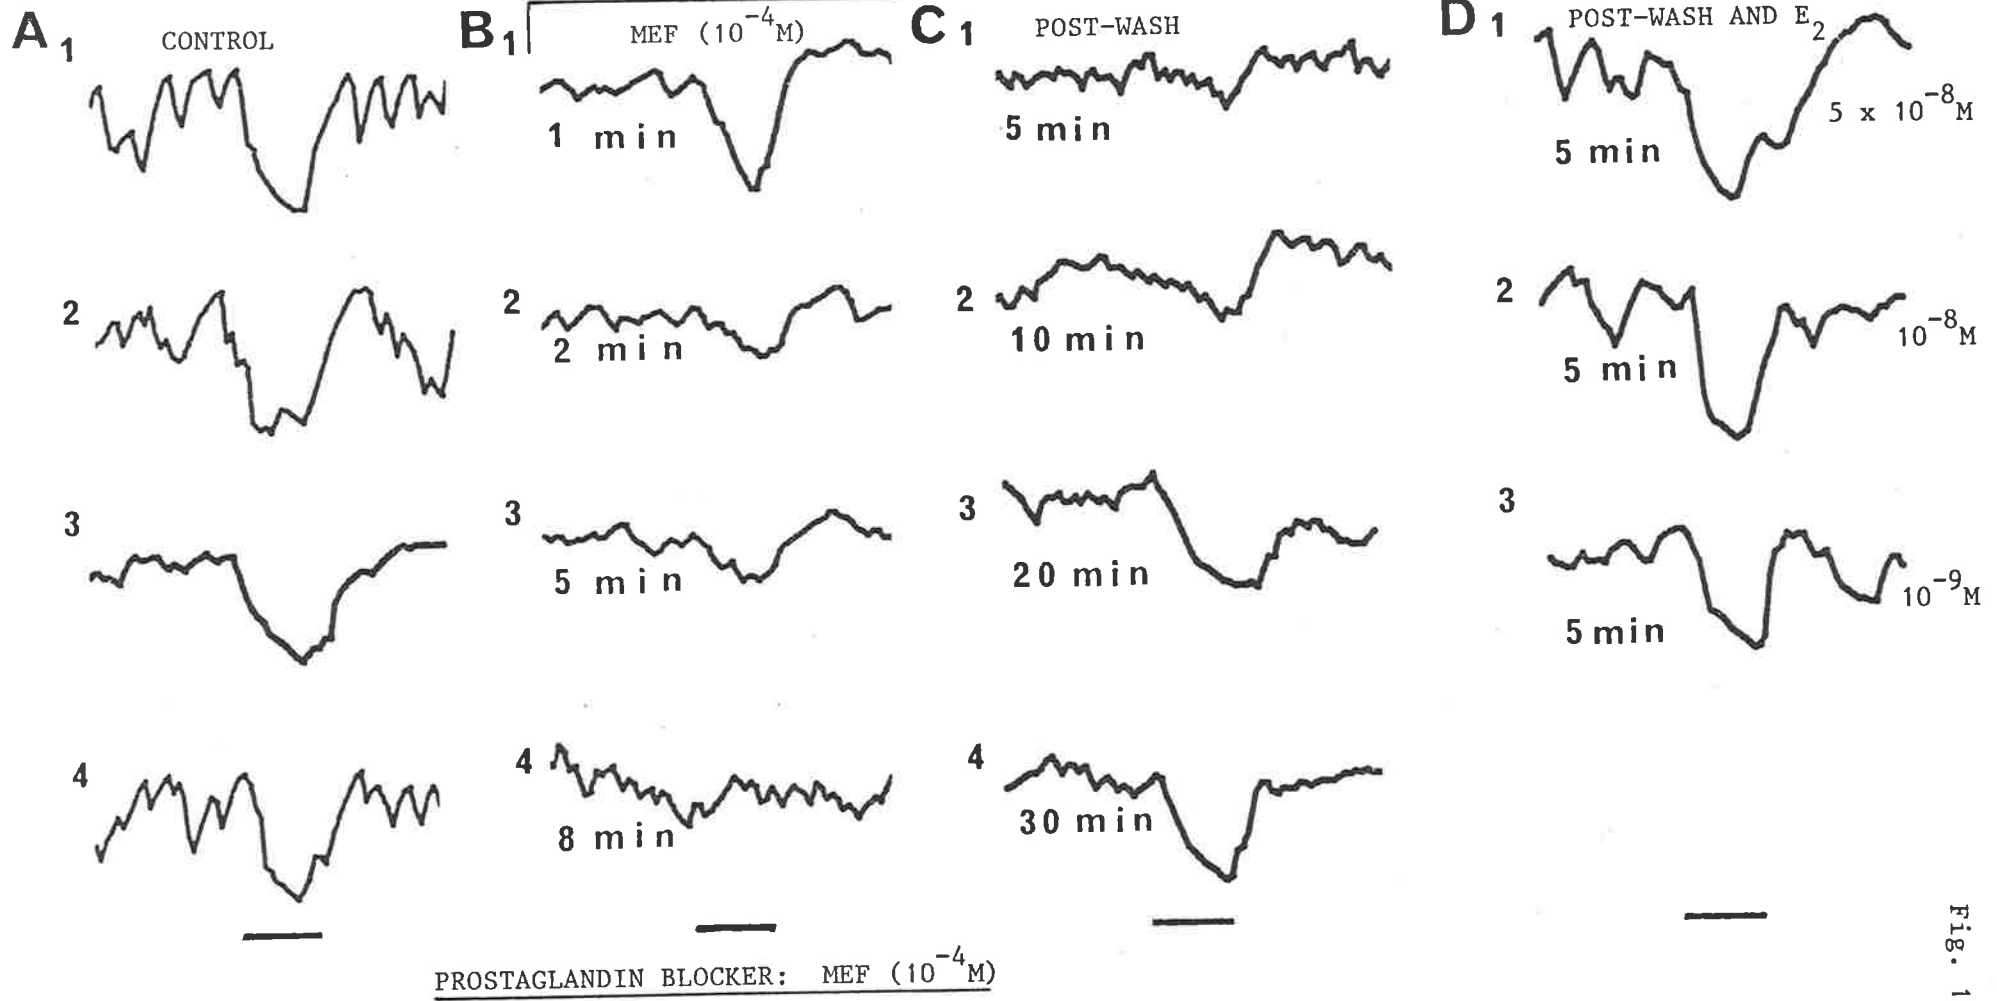 A 1 CONTROL
2
3
4
B 1 MEF (10⁻⁴M)
1 min
2
2 min
3
5 min
4
8 min
C 1 POST-WASH
5 min
2
10 min
3
20 min
4
30 min
D 1 POST-WASH AND E₂
5 x 10⁻⁸M
5 min
2
10⁻⁸M
5 min
3
10⁻⁹M
5 min
PROSTAGLANDIN BLOCKER: MEF (10⁻⁴M)
Fig. 1